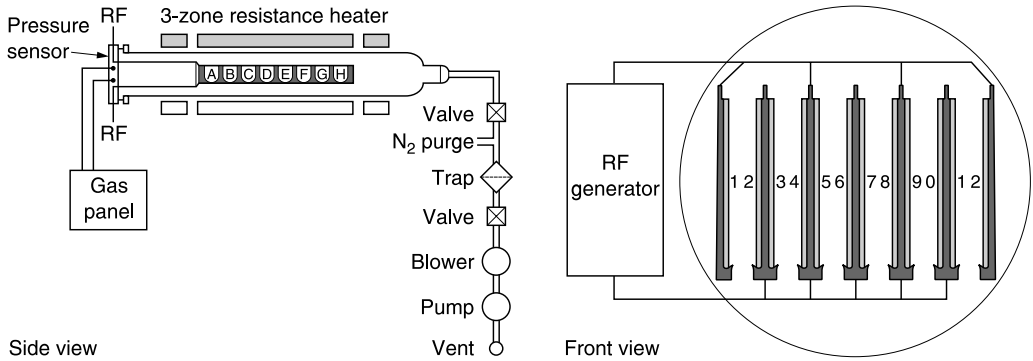 RF
3-zone resistance heater
Pressure
sensor
A B C D E F G H
RF
Gas
panel
Valve
N₂ purge
Trap
Valve
Blower
Pump
Vent
Side view
RF
generator
1 2 3 4 5 6 7 8 9 0 1 2
Front view